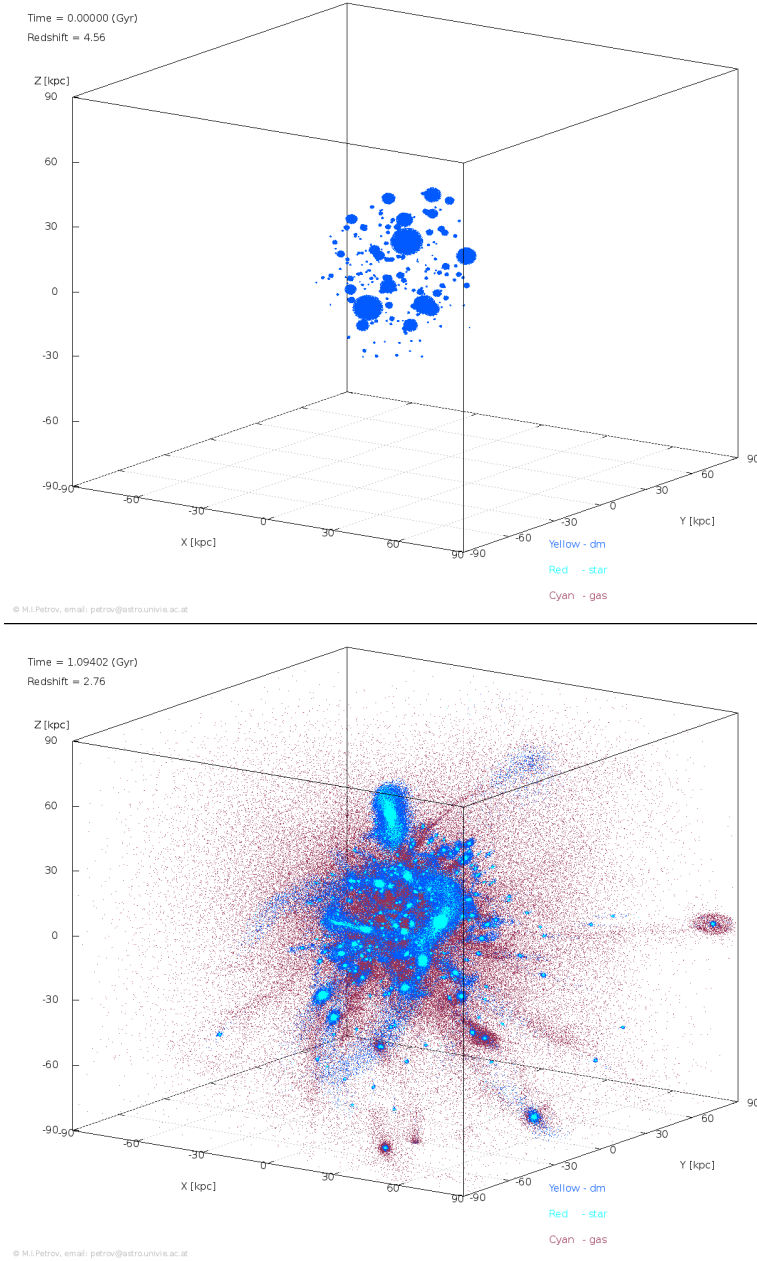 Time = 0.00000 (Gyr)
Redshift = 4.56
Z [kpc]
90
60
30
0
-30
-60
-90
-90
-60
-30
0
30
60
90
X [kpc]
-90
-60
-30
0
30
60
90
Y [kpc]
Yellow - dm
Red - star
Cyan - gas
© M.I.Petrov, email: petrov@astro.univie.ac.at
Time = 1.09402 (Gyr)
Redshift = 2.76
Z [kpc]
90
60
30
0
-30
-60
-90
-90
-60
-30
0
30
60
90
X [kpc]
-90
-60
-30
0
30
60
90
Y [kpc]
Yellow - dm
Red - star
Cyan - gas
© M.I.Petrov, email: petrov@astro.univie.ac.at